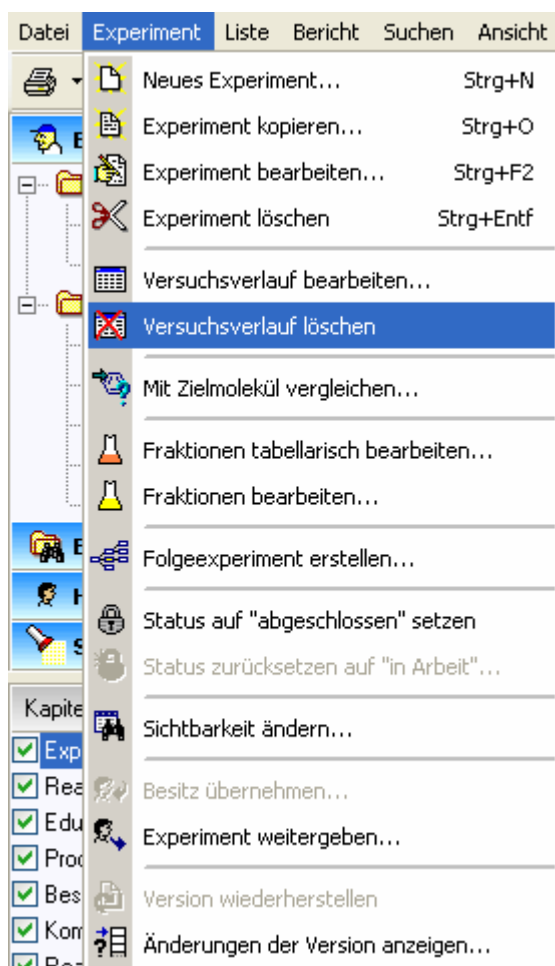 Datei Experiment Liste Bericht Suchen Ansicht
Neues Experiment... Strg+N
Experiment kopieren... Strg+O
Experiment bearbeiten... Strg+F2
Experiment löschen Strg+Entf
Versuchsverlauf bearbeiten...
Versuchsverlauf löschen
Mit Zielmolekül vergleichen...
Fraktionen tabellarisch bearbeiten...
Fraktionen bearbeiten...
Folgeexperiment erstellen...
Status auf "abgeschlossen" setzen
Status zurücksetzen auf "in Arbeit"...
Kapite
Sichtbarkeit ändern...
Exp
Rea
Besitz übernehmen...
Edu
Experiment weitergeben...
Prod
Bes
Version wiederherstellen
Kom
Änderungen der Version anzeigen...